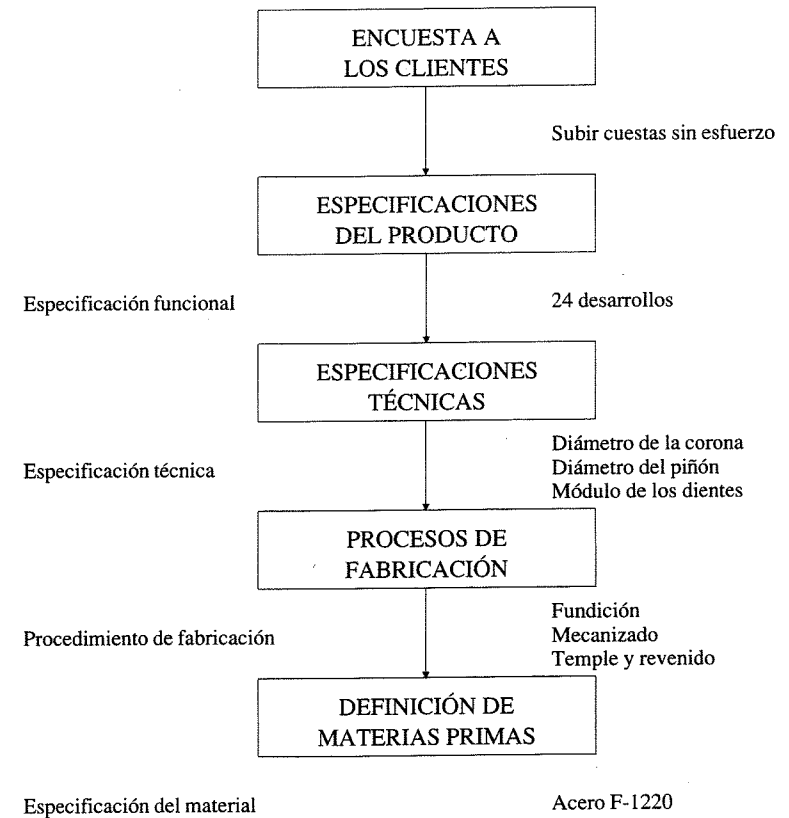 ENCUESTA A
LOS CLIENTES
Subir cuestas sin esfuerzo
ESPECIFICACIONES
DEL PRODUCTO
Especificación funcional
24 desarrollos
ESPECIFICACIONES
TÉCNICAS
Especificación técnica
Diámetro de la corona
Diámetro del piñón
Módulo de los dientes
PROCESOS DE
FABRICACIÓN
Procedimiento de fabricación
Fundición
Mecanizado
Temple y revenido
DEFINICIÓN DE
MATERIAS PRIMAS
Especificación del material
Acero F-1220